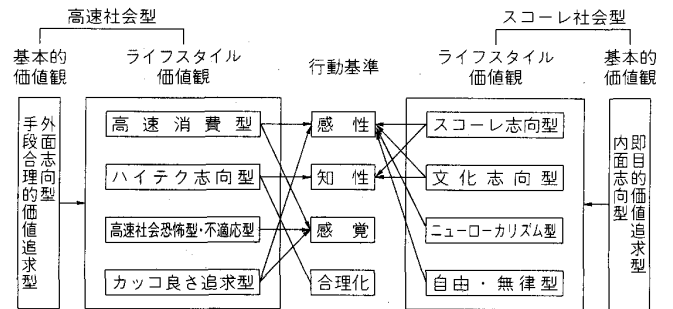 高速社会型
スコーレ社会型
基本的
価値観
ライフスタイル
価値観
行動基準
ライフスタイル
価値観
基本的
価値観
外面志向型
手段合理的価値追求型
高速消費型
ハイテク志向型
高速社会恐怖型・不適応型
カッコ良さ追求型
感性
知性
感覚
合理化
スコーレ志向型
文化志向型
ニューローカリズム型
自由・無律型
即目的価値追求型
内面志向型